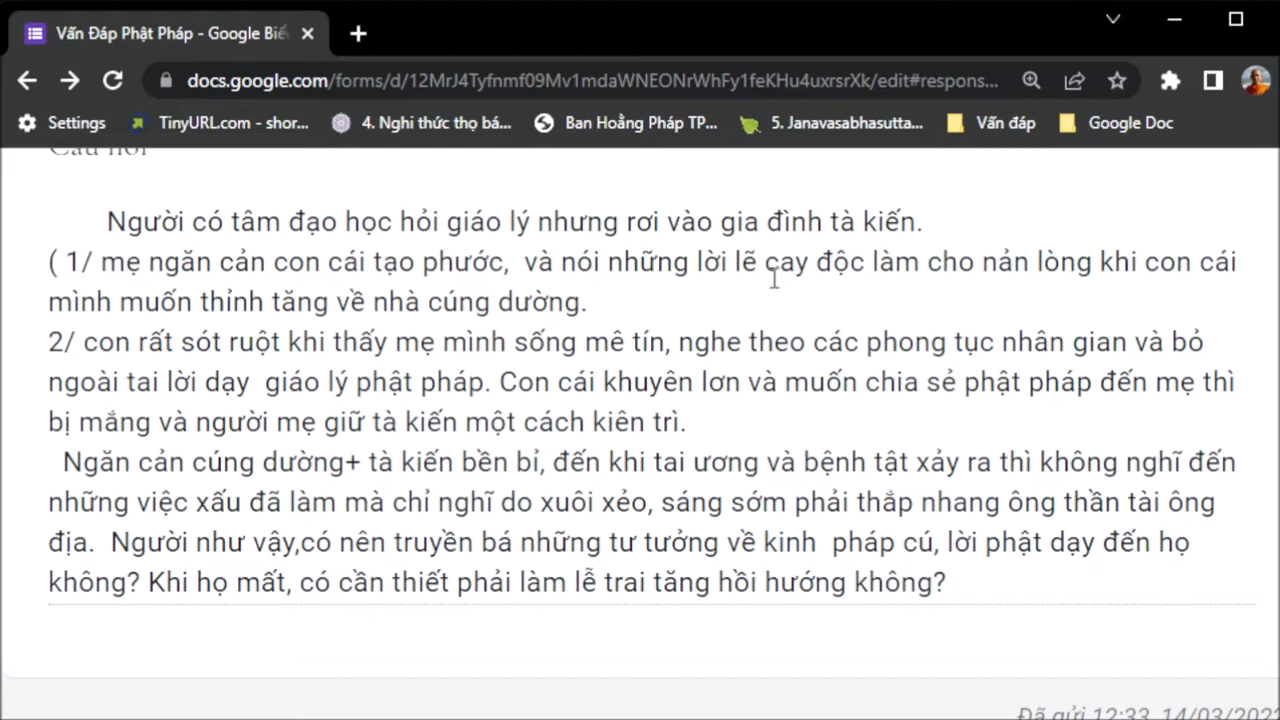 Vấn Đáp Phật Pháp - Google Biể
docs.google.com/forms/d/12MrJ4Tyfnmf09Mv1mdaWNEONrWhFy1feKHu4uxrsrXk/edit#respons...
Settings TinyURL.com - shor... 4. Nghi thức thọ bá... Ban Hoằng Pháp TP... 5. Janavasabhasutta... Vấn đáp Google Doc
Câu hỏi
Người có tâm đạo học hỏi giáo lý nhưng rơi vào gia đình tà kiến.
( 1/ mẹ ngăn cản con cái tạo phước, và nói những lời lẽ cay độc làm cho nản lòng khi con cái
mình muốn thỉnh tăng về nhà cúng dường.
2/ con rất sót ruột khi thấy mẹ mình sống mê tín, nghe theo các phong tục nhân gian và bỏ
ngoài tai lời dạy giáo lý phật pháp. Con cái khuyên lơn và muốn chia sẻ phật pháp đến mẹ thì
bị mắng và người mẹ giữ tà kiến một cách kiên trì.
Ngăn cản cúng dường+ tà kiến bền bỉ, đến khi tai ương và bệnh tật xảy ra thì không nghĩ đến
những việc xấu đã làm mà chỉ nghĩ do xuôi xẻo, sáng sớm phải thắp nhang ông thần tài ông
địa. Người như vậy,có nên truyền bá những tư tưởng về kinh pháp cú, lời phật dạy đến họ
không? Khi họ mất, có cần thiết phải làm lễ trai tăng hồi hướng không?
Đã gửi 12:33, 14/03/202